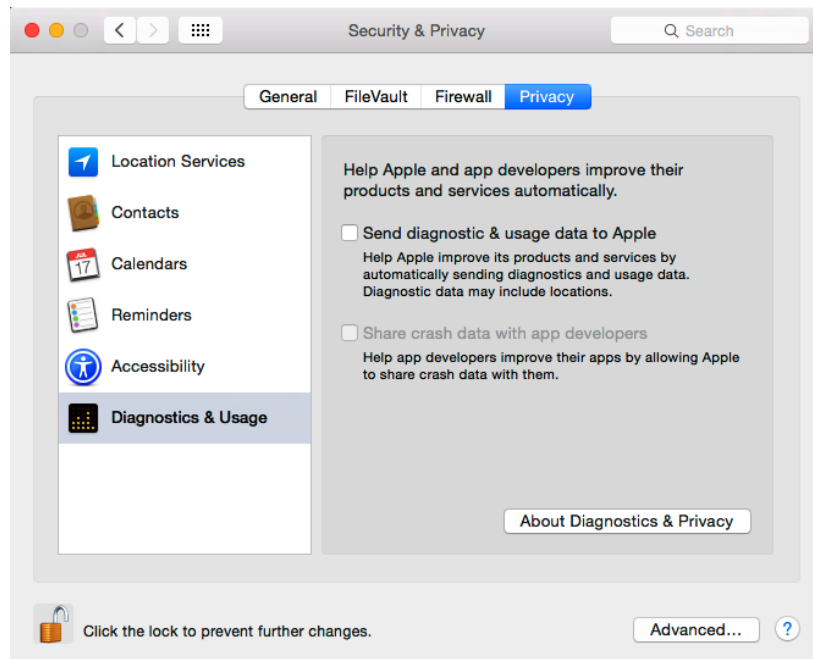 Security & Privacy
Search
General FileVault Firewall Privacy
Location Services
Contacts
JUL
17
Calendars
Reminders
Accessibility
Diagnostics & Usage
Help Apple and app developers improve their
products and services automatically.
Send diagnostic & usage data to Apple
Help Apple improve its products and services by
automatically sending diagnostics and usage data.
Diagnostic data may include locations.
Share crash data with app developers
Help app developers improve their apps by allowing Apple
to share crash data with them.
About Diagnostics & Privacy
Click the lock to prevent further changes.
Advanced...
?